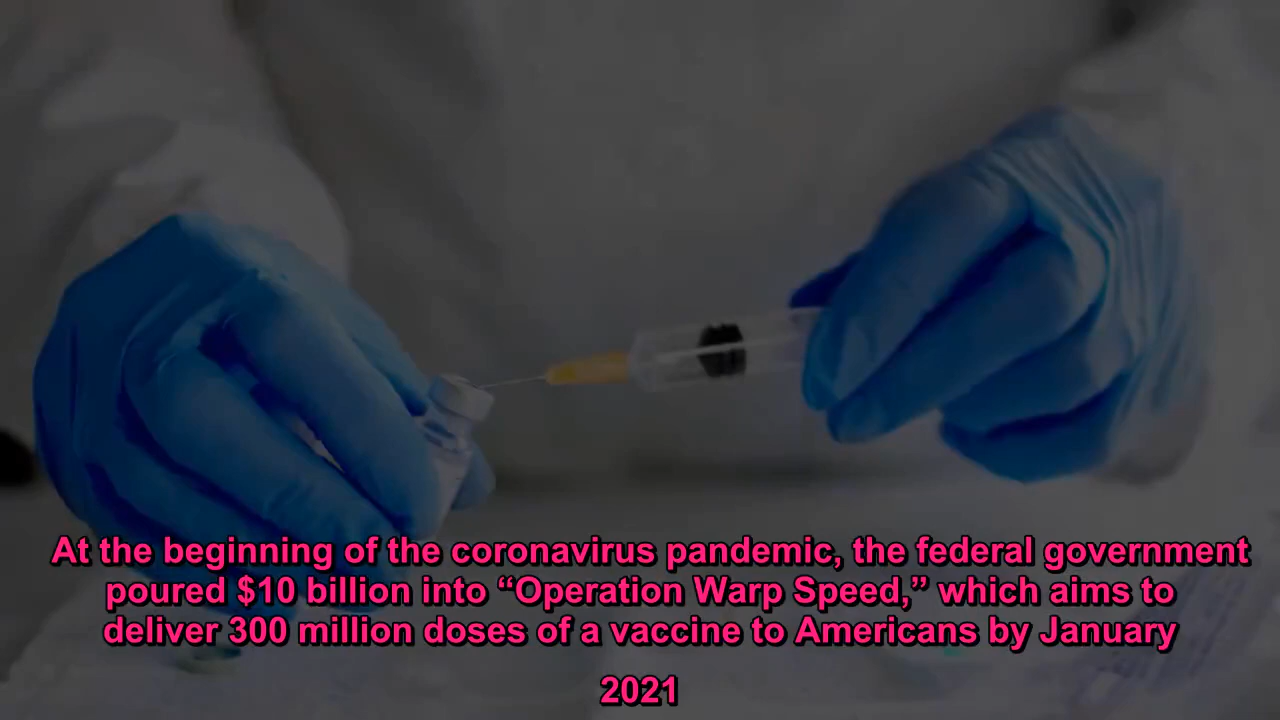 At the beginning of the coronavirus pandemic, the federal government
poured $10 billion into “Operation Warp Speed,” which aims to
deliver 300 million doses of a vaccine to Americans by January
2021